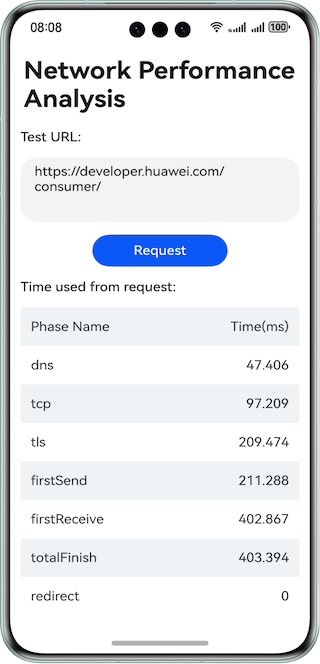 08:08
100
Network Performance
Analysis
Test URL:
https://developer.huawei.com/
consumer/
Request
Time used from request:
Phase Name Time(ms)
dns 47.406
tcp 97.209
tls 209.474
firstSend 211.288
firstReceive 402.867
totalFinish 403.394
redirect 0